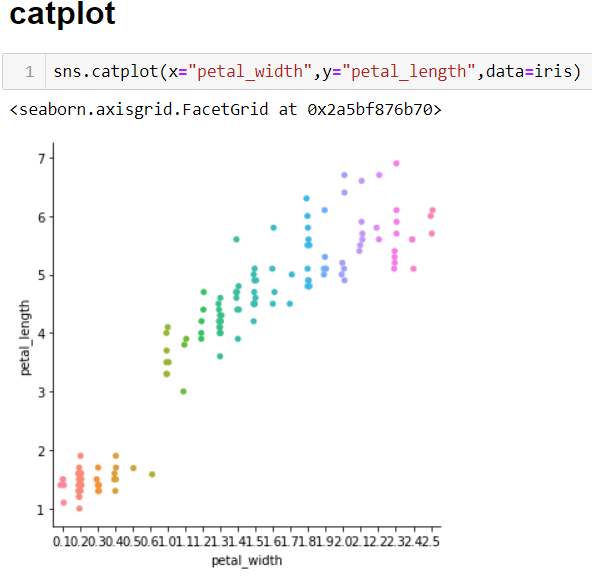 catplot
1 sns.catplot(x="petal_width",y="petal_length",data=iris)
<seaborn.axisgrid.FacetGrid at 0x2a5bf876b70>
7
6
5
4
3
2
1
petal_length
0.10.20.30.40.50.61.01.11.21.31.41.51.61.71.81.92.02.12.22.32.42.5
petal_width